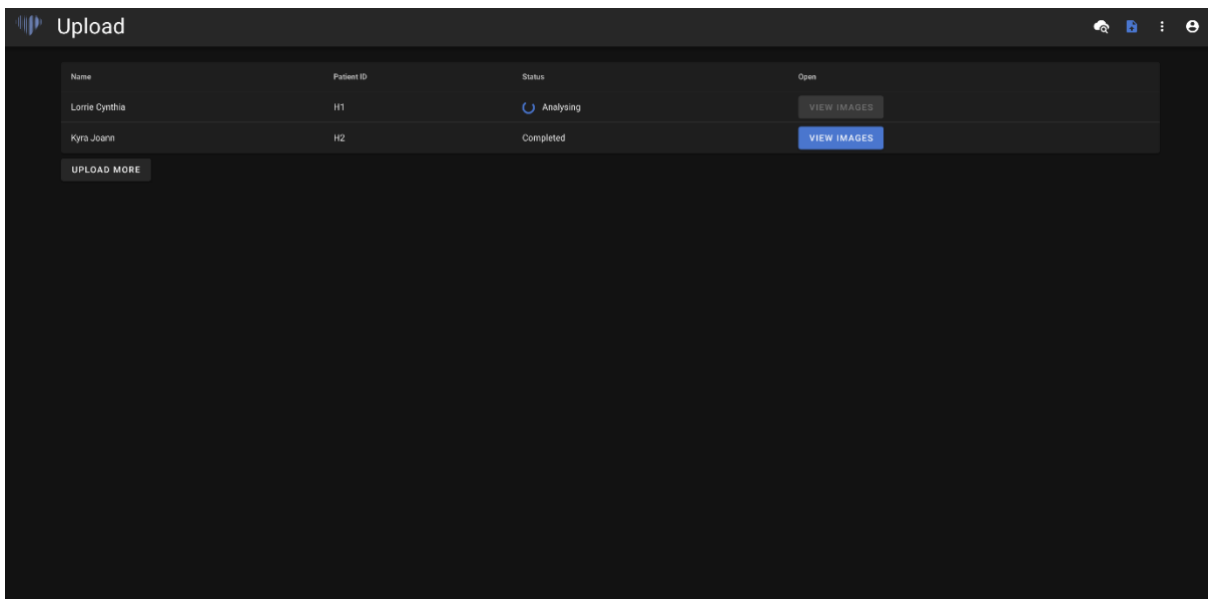 Upload
Name Patient ID Status Open
Lorrie Cynthia H1 Analysing VIEW IMAGES
Kyra Joann H2 Completed VIEW IMAGES
UPLOAD MORE